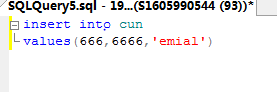 SQLQuery5.sql - 19...(S1605990544 (93))*
insert into cun
values(666,6666,'emial')